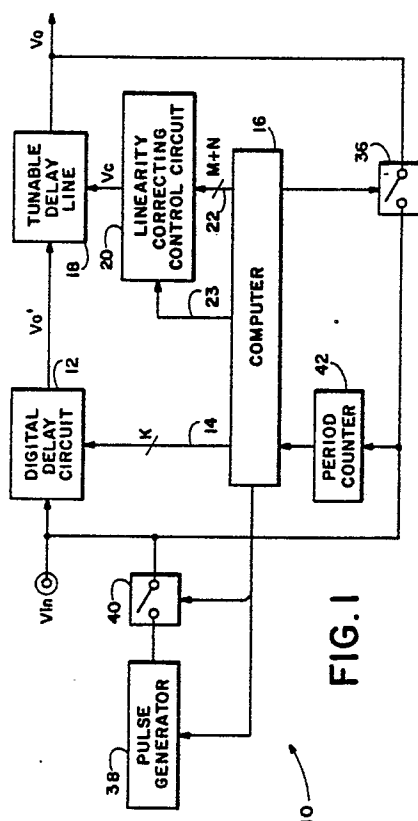 Vo
TUNABLE
DELAY
LINE
18
Vo'
Vc
DIGITAL
DELAY
CIRCUIT
12
LINEARITY
CORRECTING
CONTROL CIRCUIT
20
Vin
K
14
23
22
M+N
COMPUTER
16
40
36
PULSE
GENERATOR
38
PERIOD
COUNTER
42
10
FIG. 1